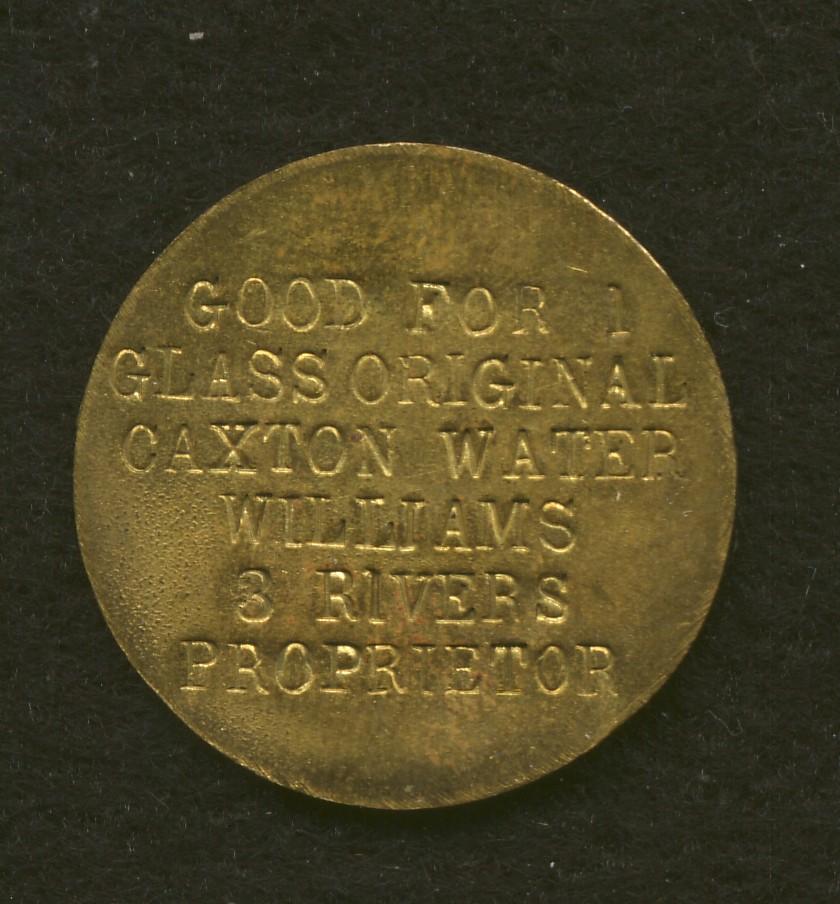 GOOD FOR 1
GLASS ORIGINAL
CAXTON WATER
WILLIAMS
3 RIVERS
PROPRIETOR